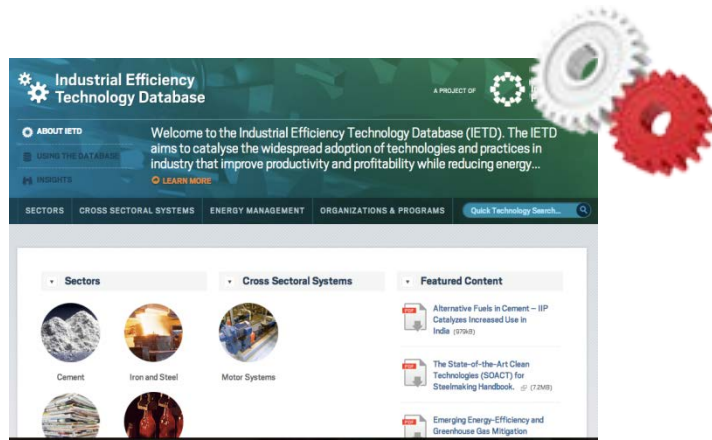 Industrial Efficiency
Technology Database
A PROJECT OF
ABOUT IETD
USING THE DATABASE
INSIGHTS
Welcome to the Industrial Efficiency Technology Database (IETD). The IETD
aims to catalyse the widespread adoption of technologies and practices in
industry that improve productivity and profitability while reducing energy...
LEARN MORE
SECTORS
CROSS SECTORAL SYSTEMS
ENERGY MANAGEMENT
ORGANIZATIONS & PROGRAMS
Quick Technology Search...
Sectors
Cement
Iron and Steel
Cross Sectoral Systems
Motor Systems
Featured Content
PDF
Alternative Fuels in Cement – IIP
Catalyzes Increased Use in
India (979kB)
PDF
The State-of-the-Art Clean
Technologies (SOACT) for
Steelmaking Handbook. (7.2MB)
PDF
Emerging Energy-Efficiency and
Greenhouse Gas Mitigation